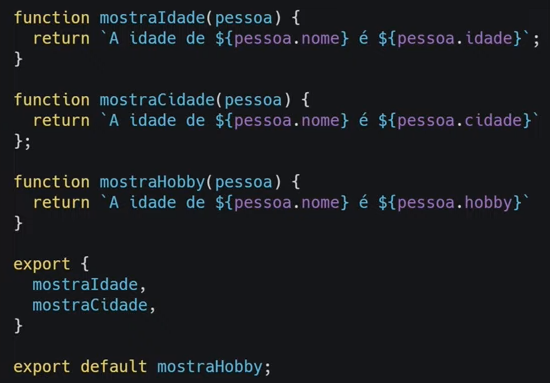 function mostraIdade(pessoa) {
  return `A idade de ${pessoa.nome} é ${pessoa.idade}`;
}

function mostraCidade(pessoa) {
  return `A idade de ${pessoa.nome} é ${pessoa.cidade}`
};

function mostraHobby(pessoa) {
  return `A idade de ${pessoa.nome} é ${pessoa.hobby}`
}

export {
  mostraIdade,
  mostraCidade,
}

export default mostraHobby;